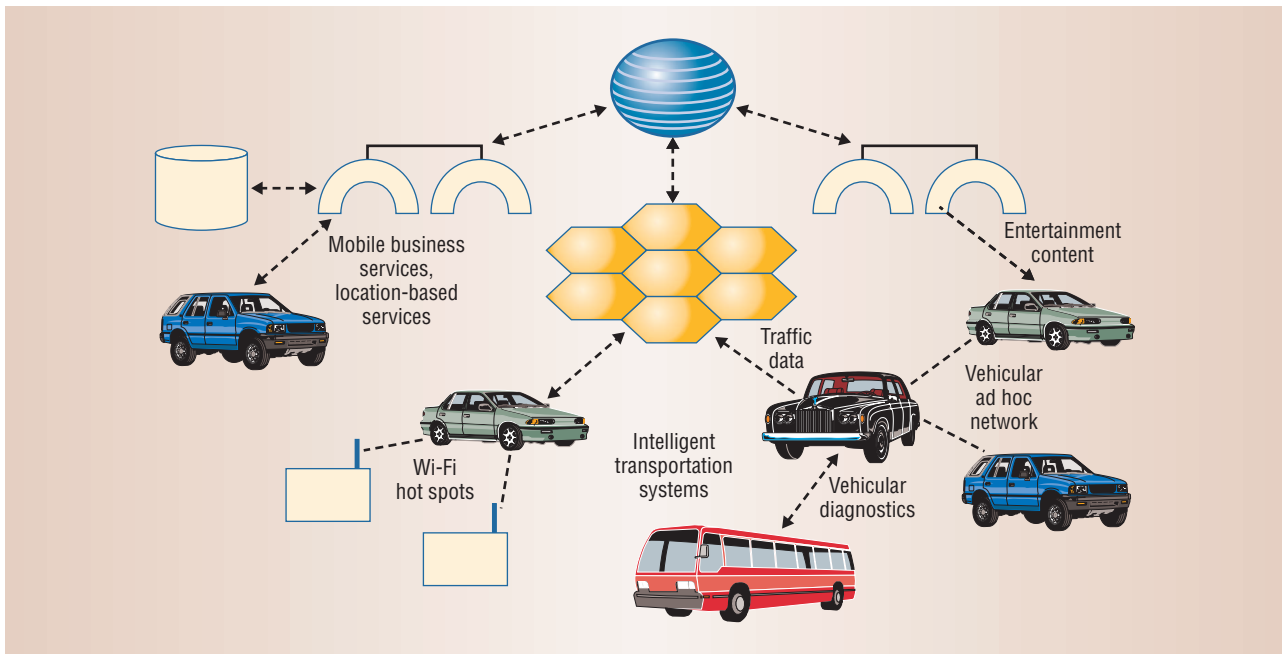 Mobile business
services,
location-based
services
Entertainment
content
Traffic
data
Vehicular
ad hoc
network
Wi-Fi
hot spots
Intelligent
transportation
systems
Vehicular
diagnostics